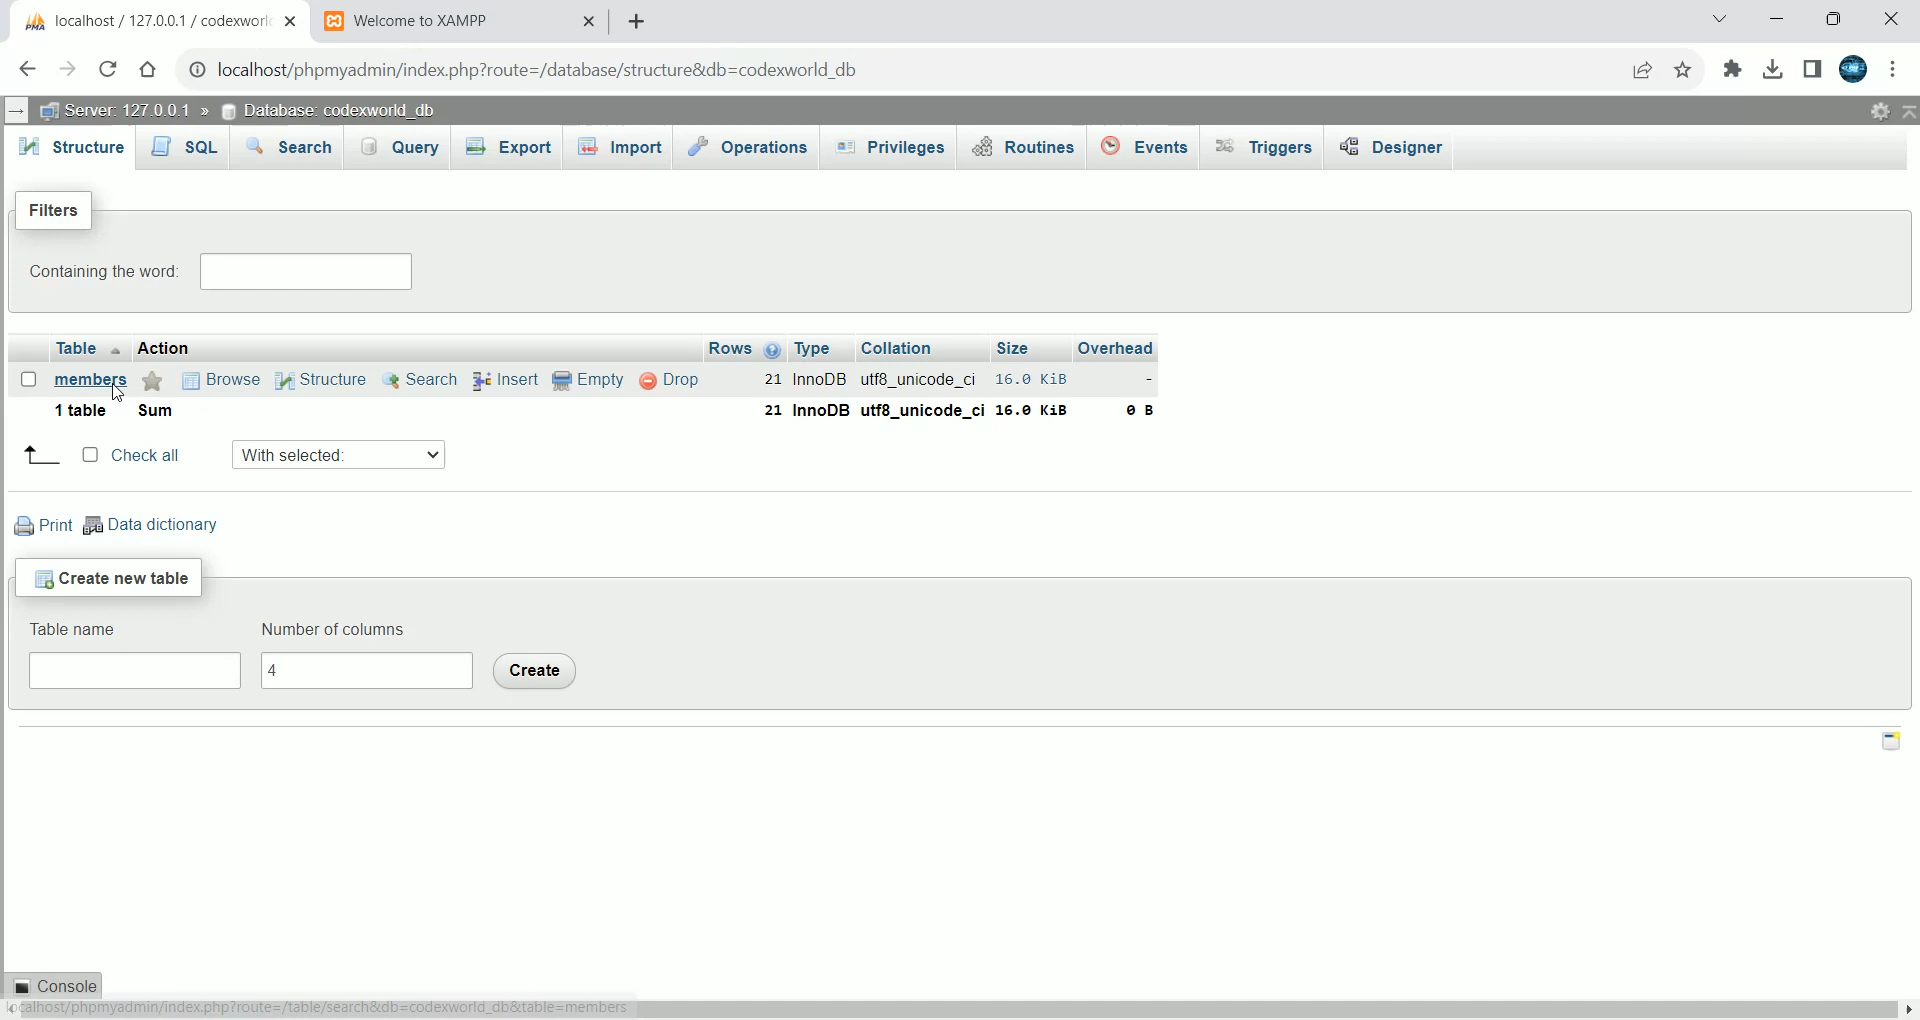 localhost / 127.0.0.1 / codexworl
Welcome to XAMPP
localhost/phpmyadmin/index.php?route=/database/structure&db=codexworld_db
Server: 127.0.0.1 » Database: codexworld_db
Structure SQL Search Query Export Import Operations Privileges Routines Events Triggers Designer
Filters
Containing the word:
Table Action Rows Type Collation Size Overhead
members Browse Structure Search Insert Empty Drop 21 InnoDB utf8_unicode_ci 16.0 KiB -
1 table Sum 21 InnoDB utf8_unicode_ci 16.0 KiB 0 B
Check all With selected:
Print Data dictionary
Create new table
Table name Number of columns
4 Create
Console
localhost/phpmyadmin/index.php?route=/table/search&db=codexworld_db&table=members